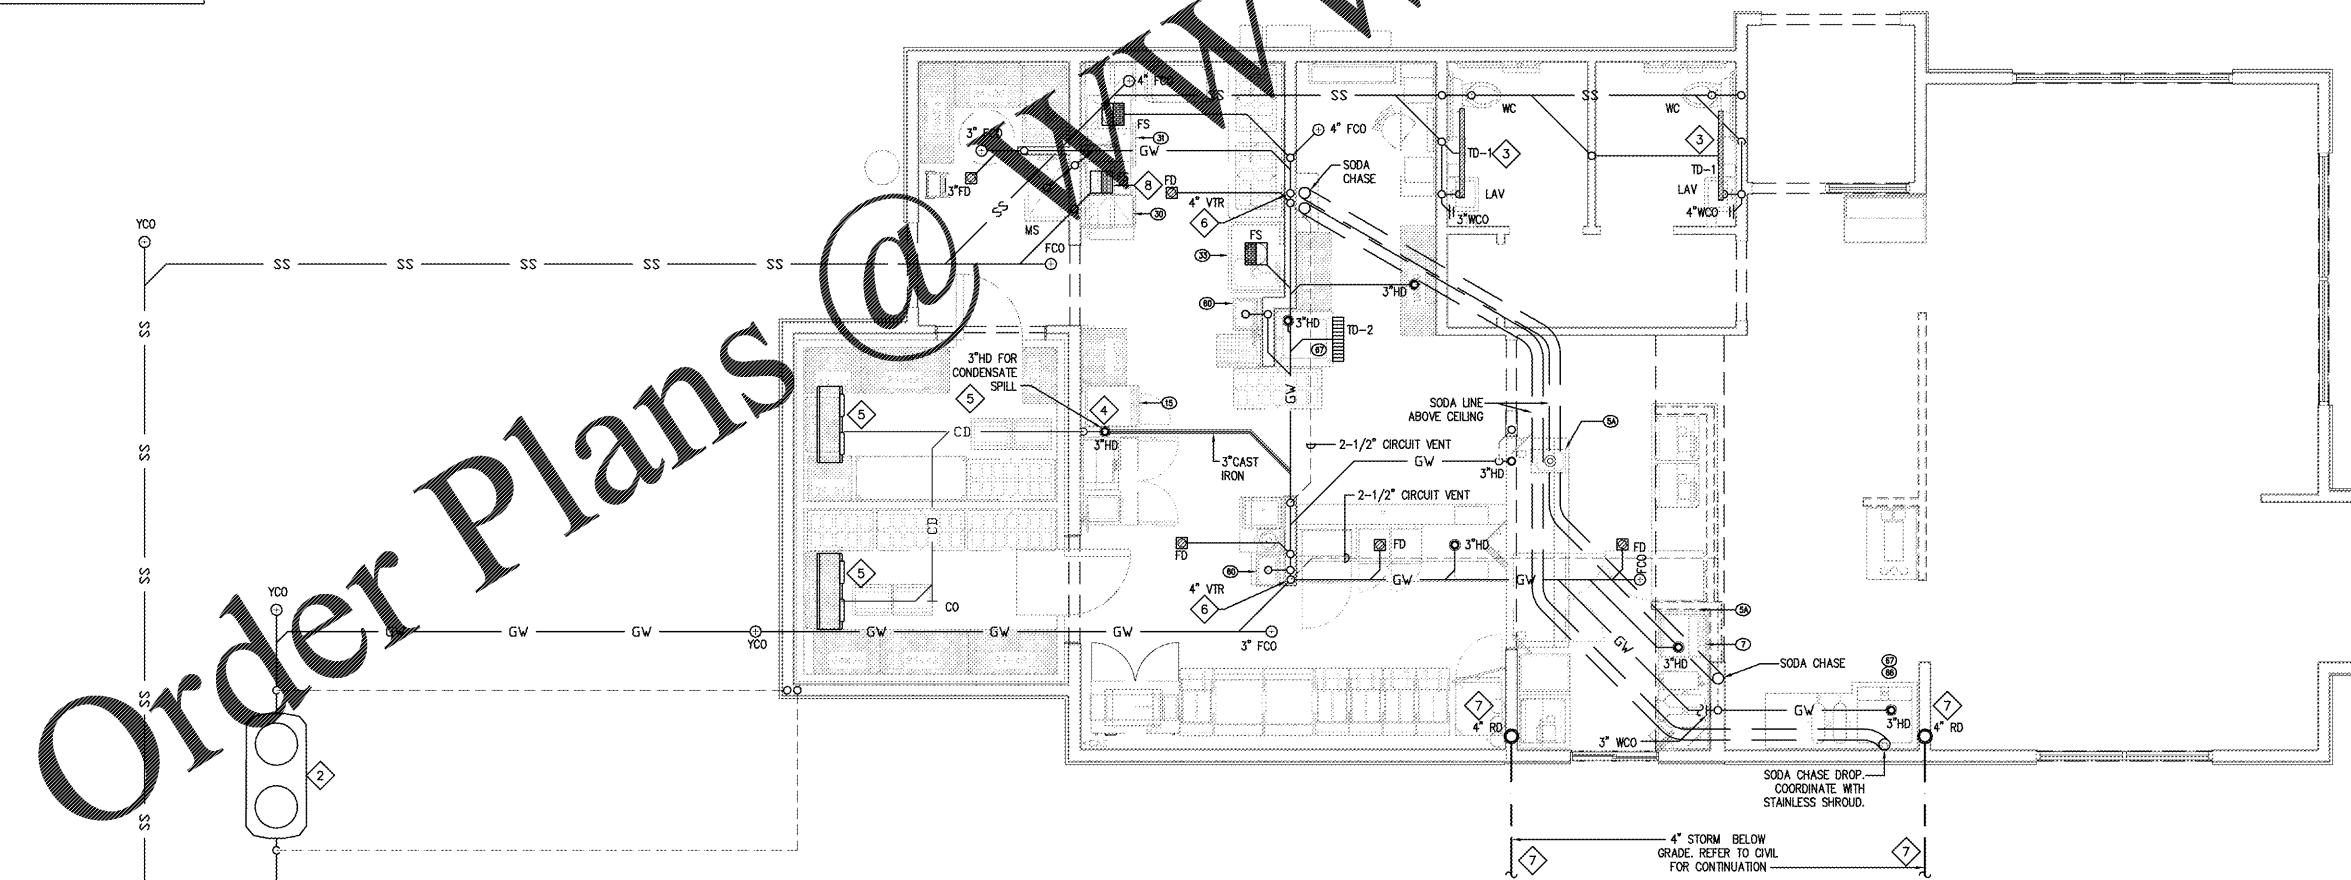 Order Plans @ www
4" FCO
SS
SS
SS
WC
WC
FS
3" FCO
31
GW
4" FCO
TD-1
3
3
TD-1
SODA
CHASE
3"FD
8
FD
LAV
LAV
SS
30
4" VTR
6
3"WCO
4"WCO
MS
FCO
YCO
FS
33
SS
SS
SS
SS
SS
3"HD
60
SS
3"HD
TD-2
67
3"HD FOR
CONDENSATE
SPILL
5
5
4
15
GW
SODA LINE
ABOVE CEILING
5A
CD
3"HD
2-1/2" CIRCUIT VENT
SS
3"CAST
IRON
GW
3"HD
2-1/2" CIRCUIT VENT
CD
FD
FD
3"HD
FD
FCO
5
60
GW
GW
SS
YCO
CO
4" VTR
6
5A
GW
GW
GW
YCO
GW
GW
GW
3" FCO
GW
3"HD
7
SODA CHASE
67
66
SS
7
4" RD
GW
3"HD
7
4" RD
3" WCO
2
SODA CHASE DROP.
COORDINATE WITH
STAINLESS SHROUD.
SS
4" STORM BELOW
GRADE. REFER TO CIVIL
FOR CONTINUATION
7
7